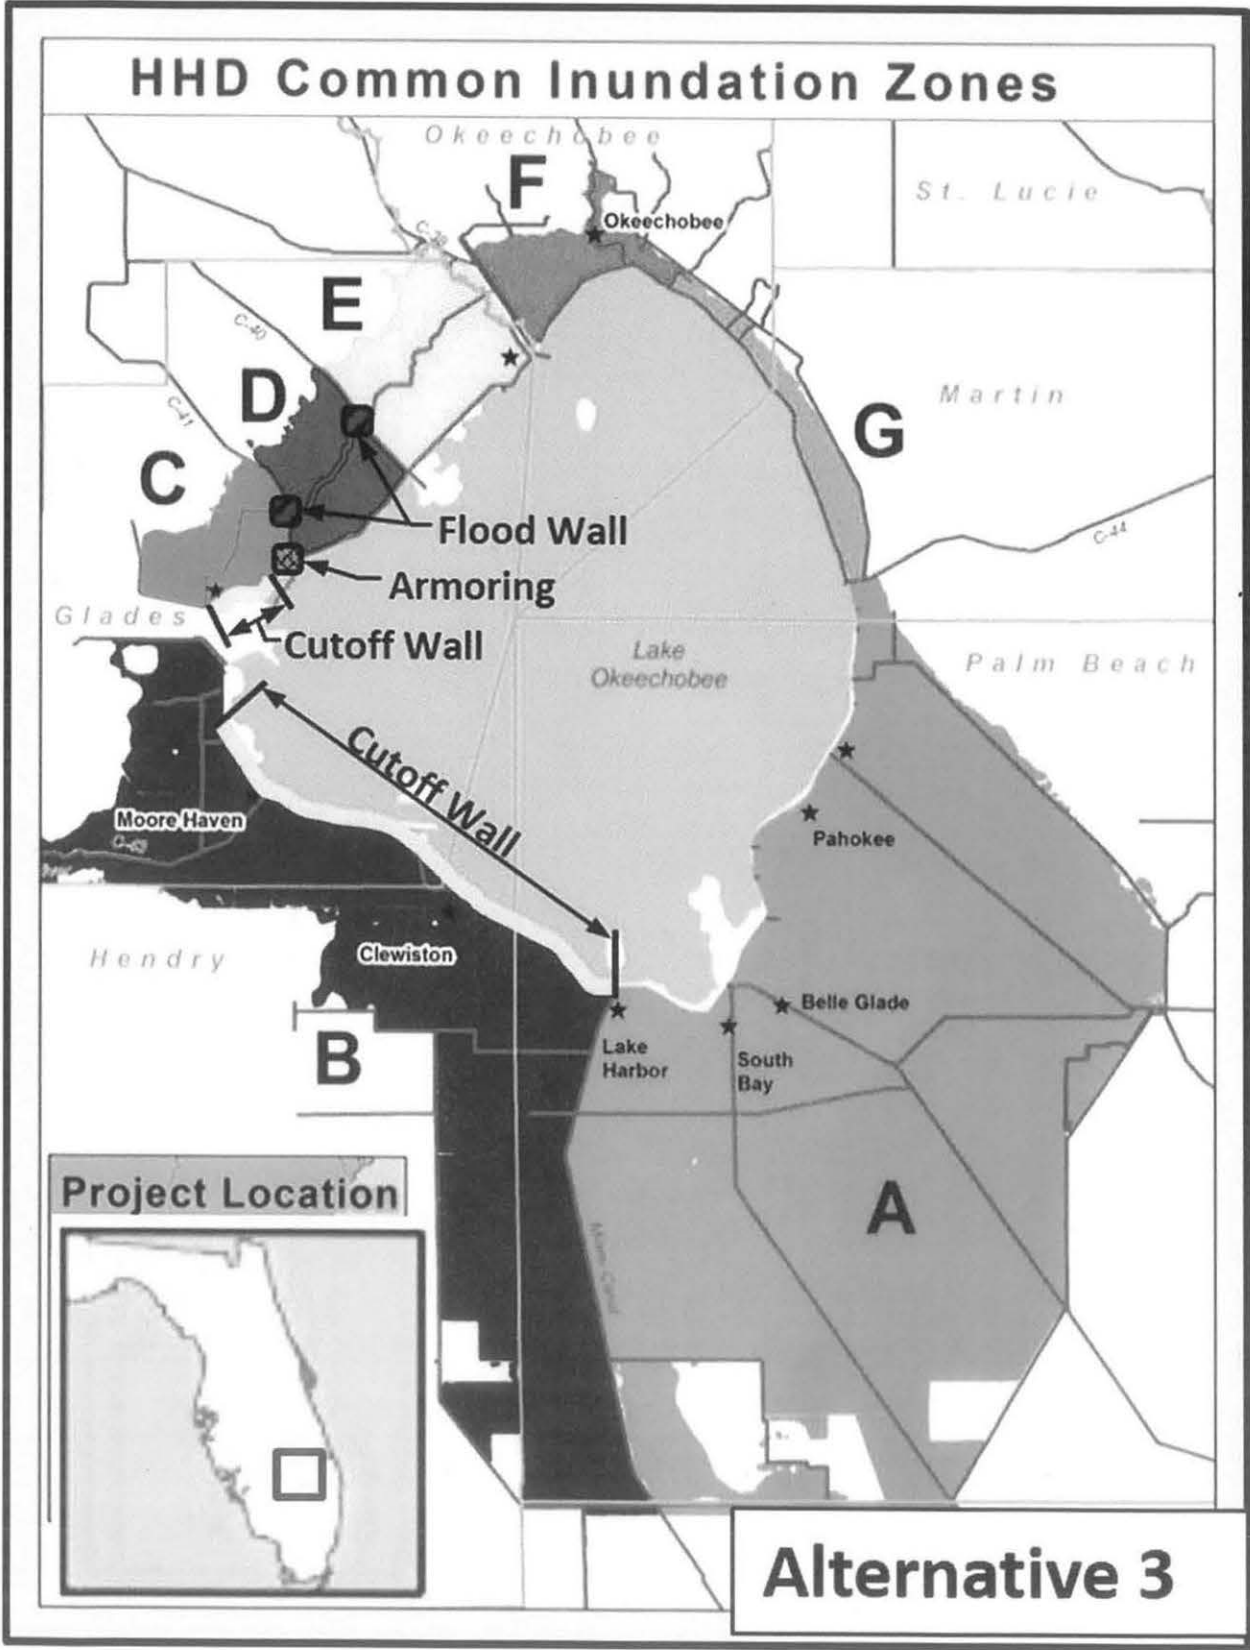 HHD Common Inundation Zones
Okeechobee
F
St. Lucie
Okeechobee
C-38
E
C-40
D
Martin
C-41
G
C
Flood Wall
C-44
Armoring
Glades
Cutoff Wall
Lake
Okeechobee
Palm Beach
Cutoff Wall
Moore Haven
Pahokee
Hendry
Clewiston
Belle Glade
Lake
Harbor
South
Bay
B
Project Location
A
Alternative 3